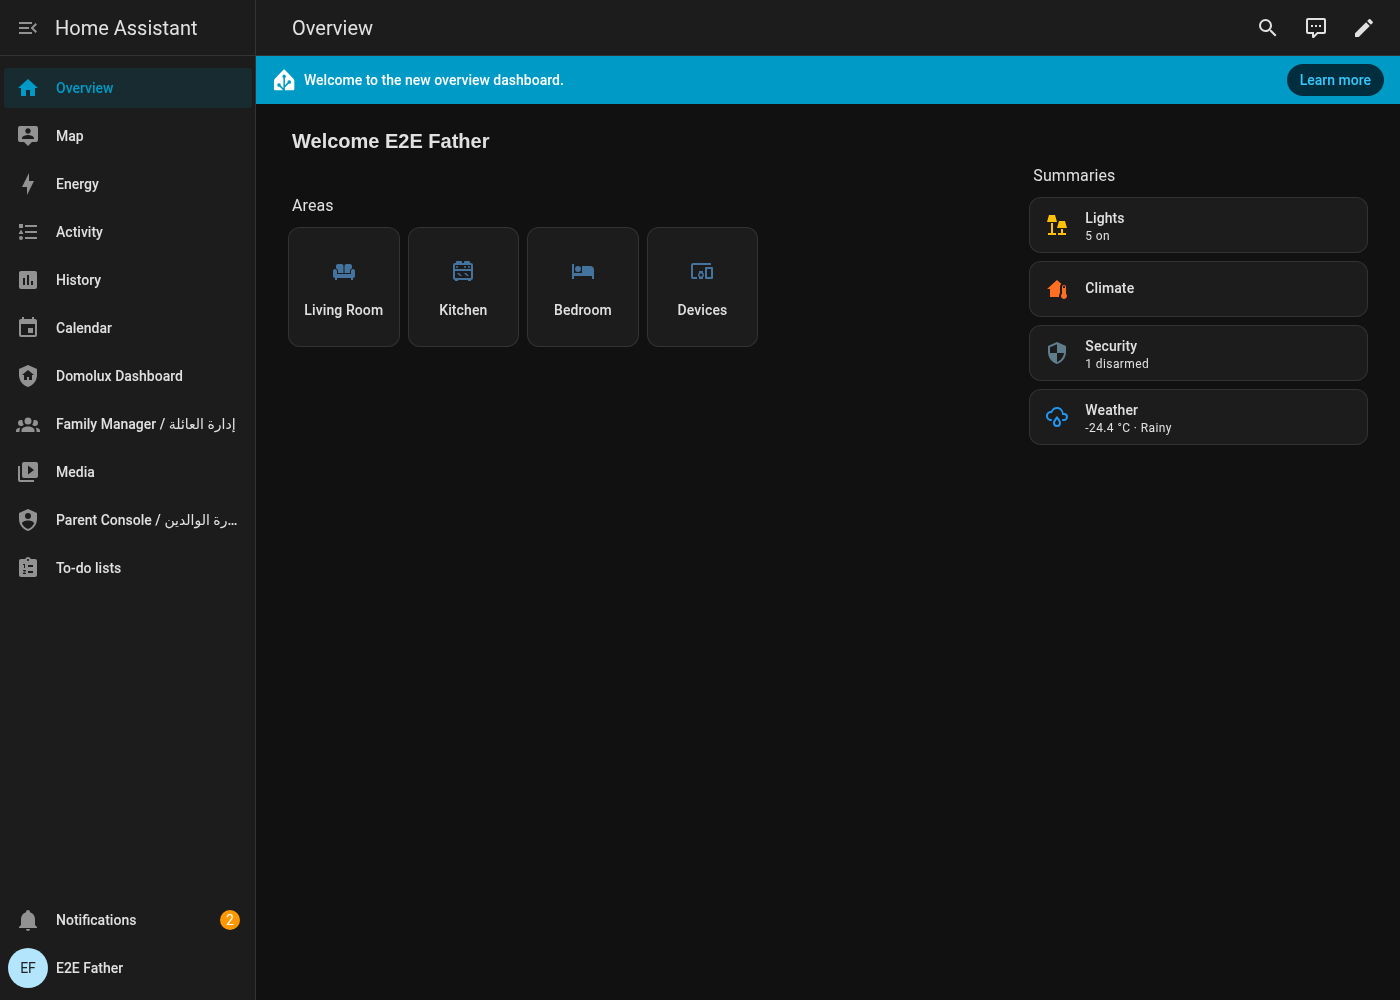 Home Assistant
Overview
Map
Energy
Activity
History
Calendar
Domolux Dashboard
Family Manager / إدارة العائلة
Media
Parent Console / رة الوالدين...
To-do lists
Notifications
2
EF
E2E Father
Overview
Welcome to the new overview dashboard.
Learn more
Welcome E2E Father
Areas
Living Room
Kitchen
Bedroom
Devices
Summaries
Lights
5 on
Climate
Security
1 disarmed
Weather
-24.4 °C · Rainy